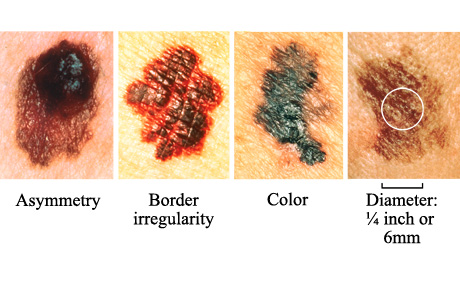 Asymmetry
Border
irregularity
Color
Diameter:
¼ inch or
6mm